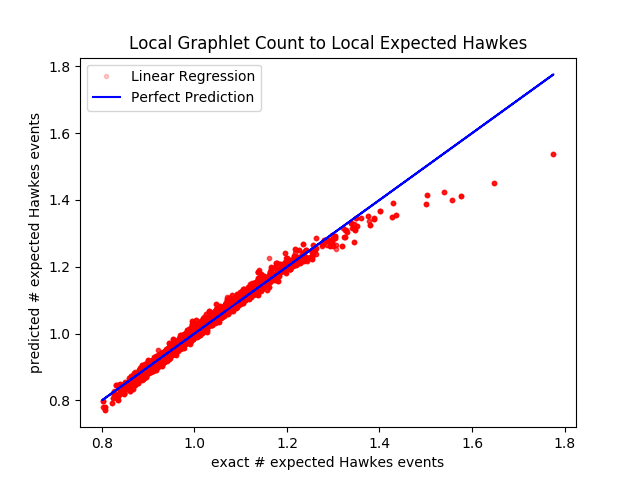 Local Graphlet Count to Local Expected Hawkes
Linear Regression
Perfect Prediction
1.8
1.6
1.4
1.2
1.0
0.8
predicted # expected Hawkes events
0.8 1.0 1.2 1.4 1.6 1.8
exact # expected Hawkes events